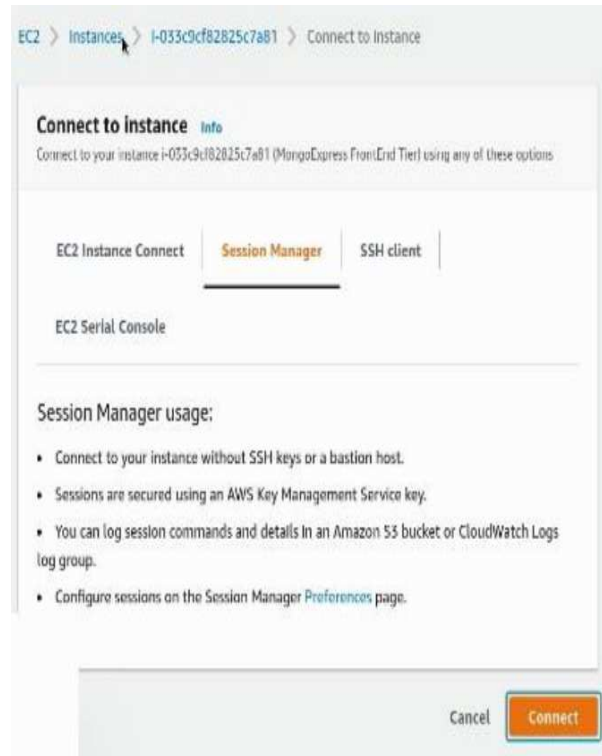 EC2 > Instances > i-033c9cf82825c7a81 > Connect to Instance
Connect to instance Info
Connect to your instance i-033c9cf82825c7a81 (MongoExpress FrontEnd Tier) using any of these options
EC2 Instance Connect Session Manager SSH client
EC2 Serial Console
Session Manager usage:
• Connect to your instance without SSH keys or a bastion host.
• Sessions are secured using an AWS Key Management Service key.
• You can log session commands and details in an Amazon S3 bucket or CloudWatch Logs
log group.
• Configure sessions on the Session Manager Preferences page.
Cancel Connect